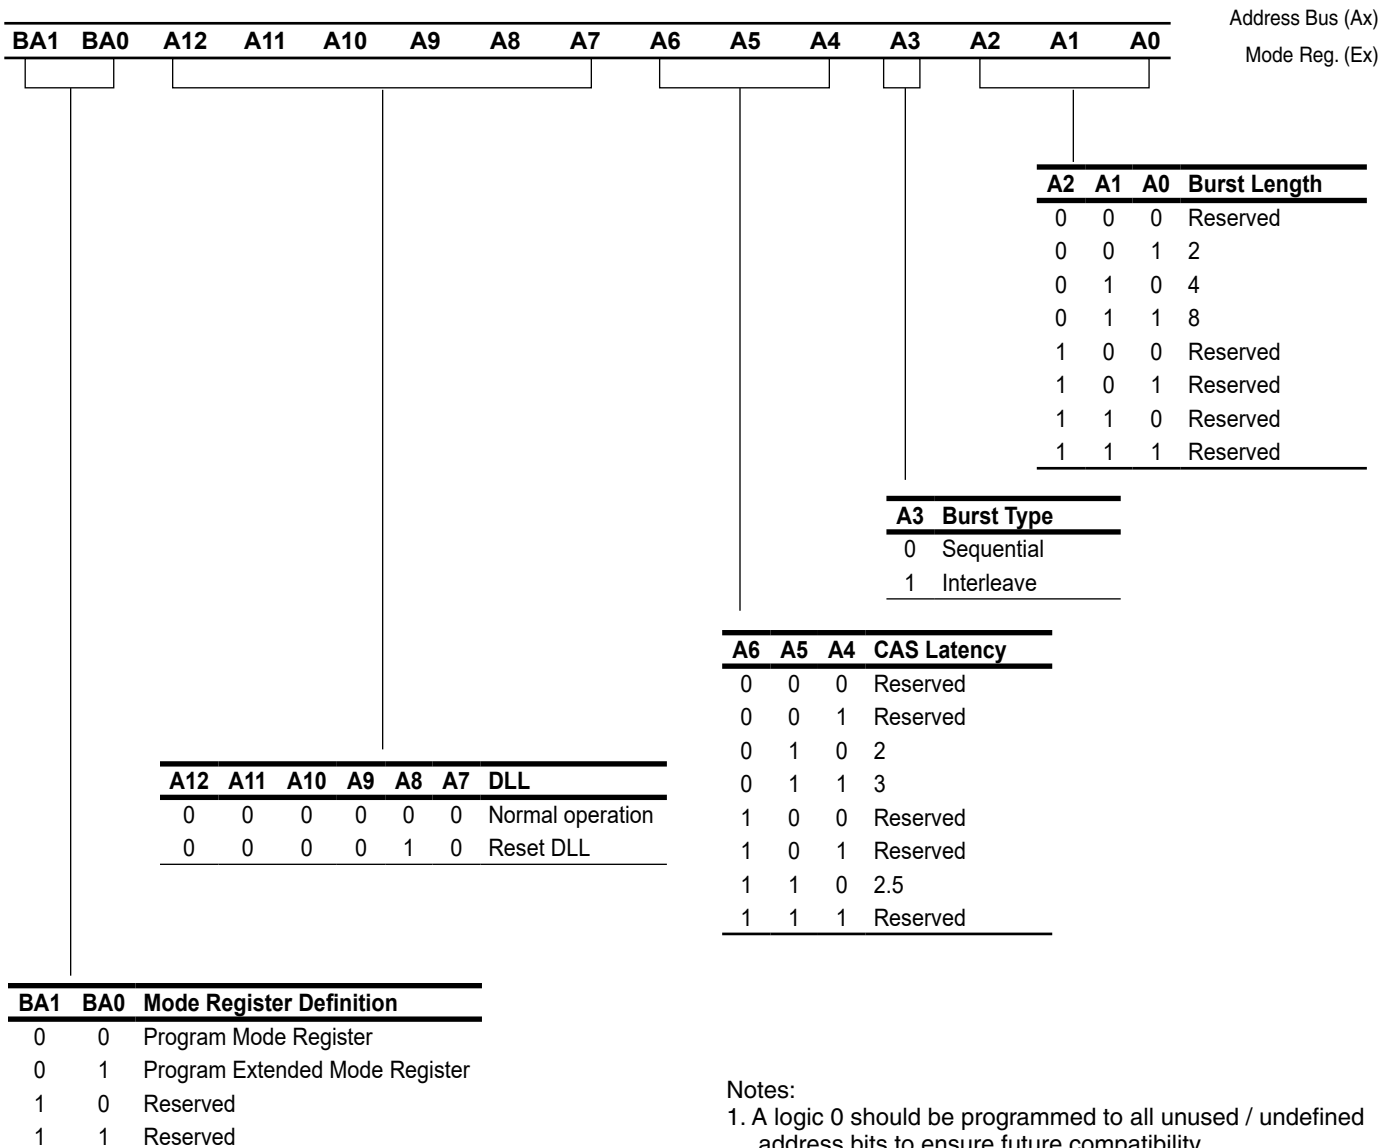 Address Bus (Ax)
BA1 BA0 A12 A11 A10 A9 A8 A7 A6 A5 A4 A3 A2 A1 A0
Mode Reg. (Ex)
A2 A1 A0 Burst Length
0 0 0 Reserved
0 0 1 2
0 1 0 4
0 1 1 8
1 0 0 Reserved
1 0 1 Reserved
1 1 0 Reserved
1 1 1 Reserved
A3 Burst Type
0 Sequential
1 Interleave
A6 A5 A4 CAS Latency
0 0 0 Reserved
0 0 1 Reserved
0 1 0 2
0 1 1 3
1 0 0 Reserved
1 0 1 Reserved
1 1 0 2.5
1 1 1 Reserved
A12 A11 A10 A9 A8 A7 DLL
0 0 0 0 0 0 Normal operation
0 0 0 0 1 0 Reset DLL
BA1 BA0 Mode Register Definition
0 0 Program Mode Register
0 1 Program Extended Mode Register
1 0 Reserved
1 1 Reserved
Notes:
1. A logic 0 should be programmed to all unused / undefined
address bits to ensure future compatibility.